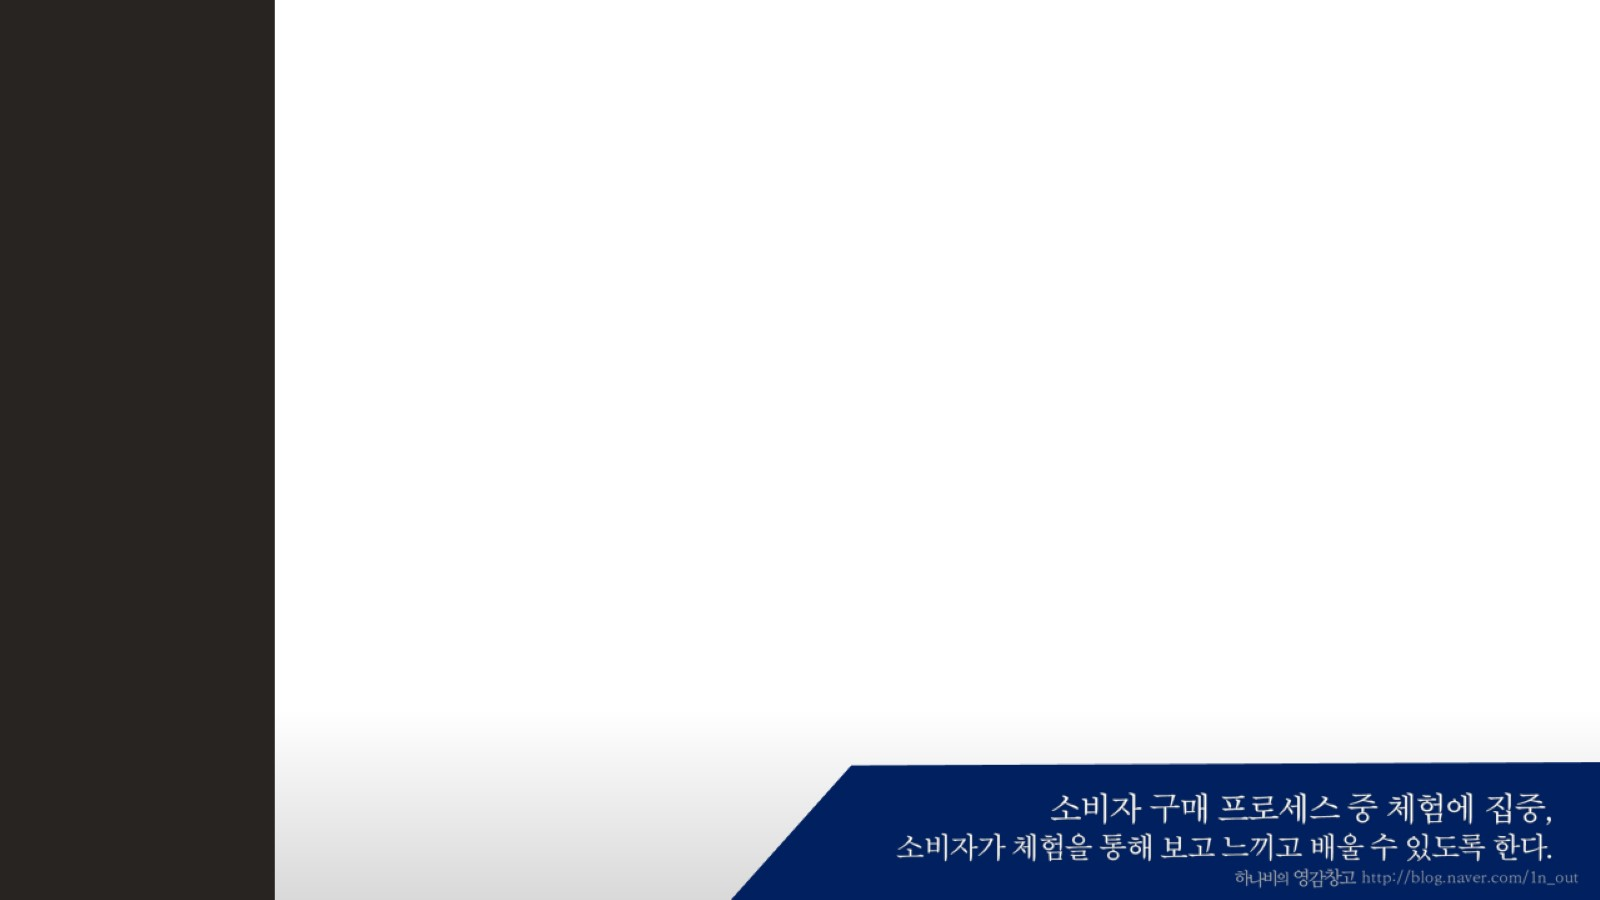 소비자 구매 프로세스 중 체험에 집중,
소비자가 체험을 통해 보고 느끼고 배울 수 있도록 한다.
하나비의 영감창고 http://blog.naver.com/1n_out